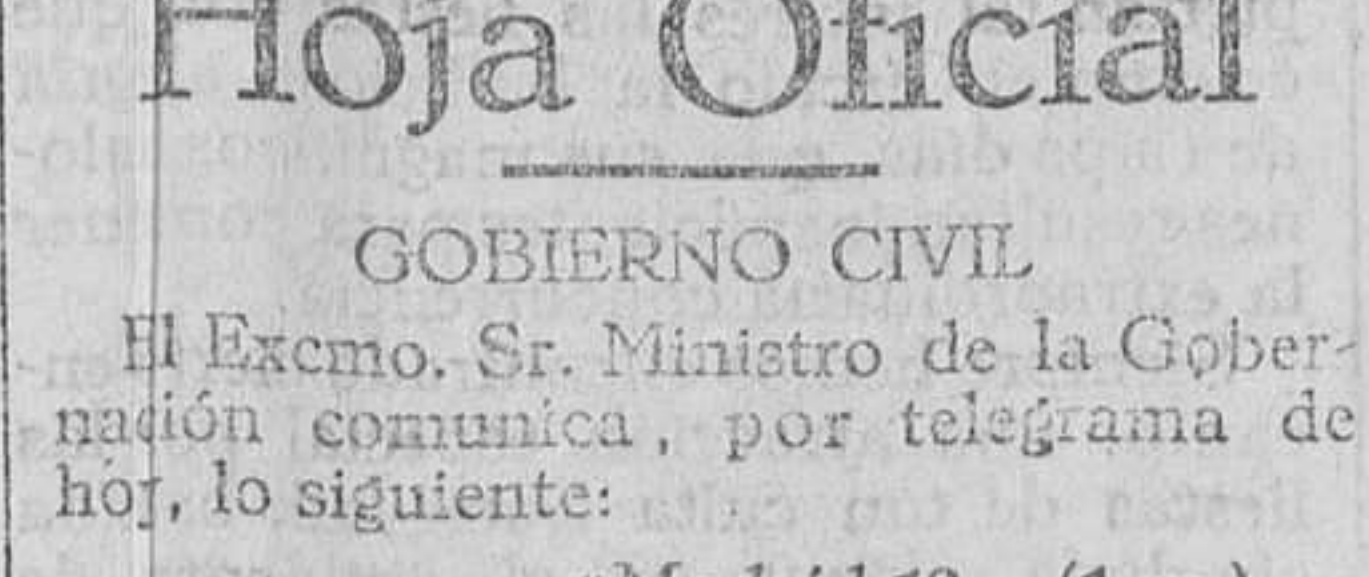 Hoja Oficial
GOBIERNO CIVIL
El Excmo. Sr. Ministro de la Gober-
nación comunica, por telegrama de
hoy, lo siguiente: